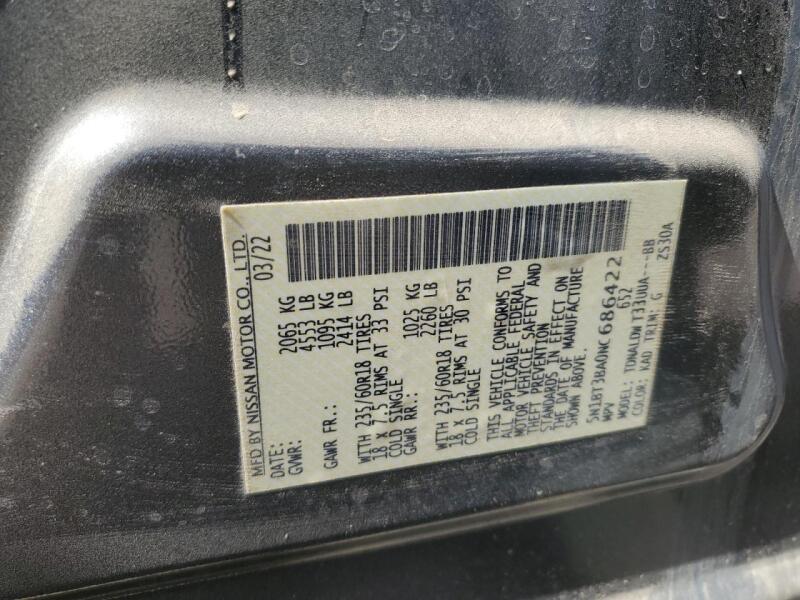 MFD BY NISSAN MOTOR CO., LTD.
DATE: 03/22
GVWR: 2065 KG
4553 LB
GAWR FR.: 1095 KG
2414 LB
WITH 235/60R18 TIRES
18 X 7.5 RIMS AT 33 PSI
COLD SINGLE
GAWR RR.: 1025 KG
2260 LB
WITH 235/60R18 TIRES
18 X 7.5 RIMS AT 30 PSI
COLD SINGLE
THIS VEHICLE CONFORMS TO
ALL APPLICABLE FEDERAL
MOTOR VEHICLE SAFETY AND
THEFT PREVENTION
STANDARDS IN EFFECT ON
THE DATE OF MANUFACTURE
SHOWN ABOVE.
5N1BT3BA0NC686422
MPV 652
MODEL: TDNALDW T33UUA---BB
COLOR: KAD TRIM: G ZS30A